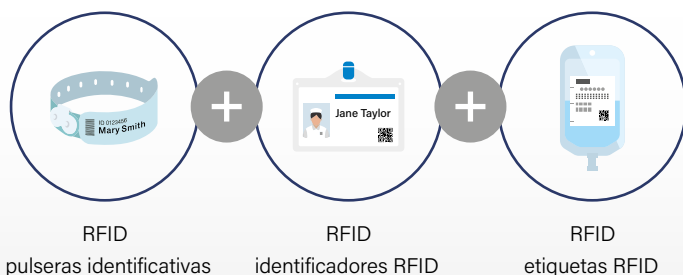 ID 0123456
Mary Smith
Jane Taylor
RFID
pulseras identificativas
RFID
identificadores RFID
RFID
etiquetas RFID